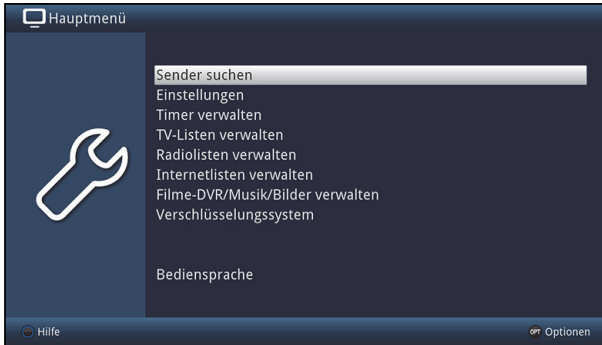 Hauptmenü
Sender suchen
Einstellungen
Timer verwalten
TV-Listen verwalten
Radiolisten verwalten
Internetlisten verwalten
Filme-DVR/Musik/Bilder verwalten
Verschlüsselungssystem
Bediensprache
Hilfe
OPT Optionen